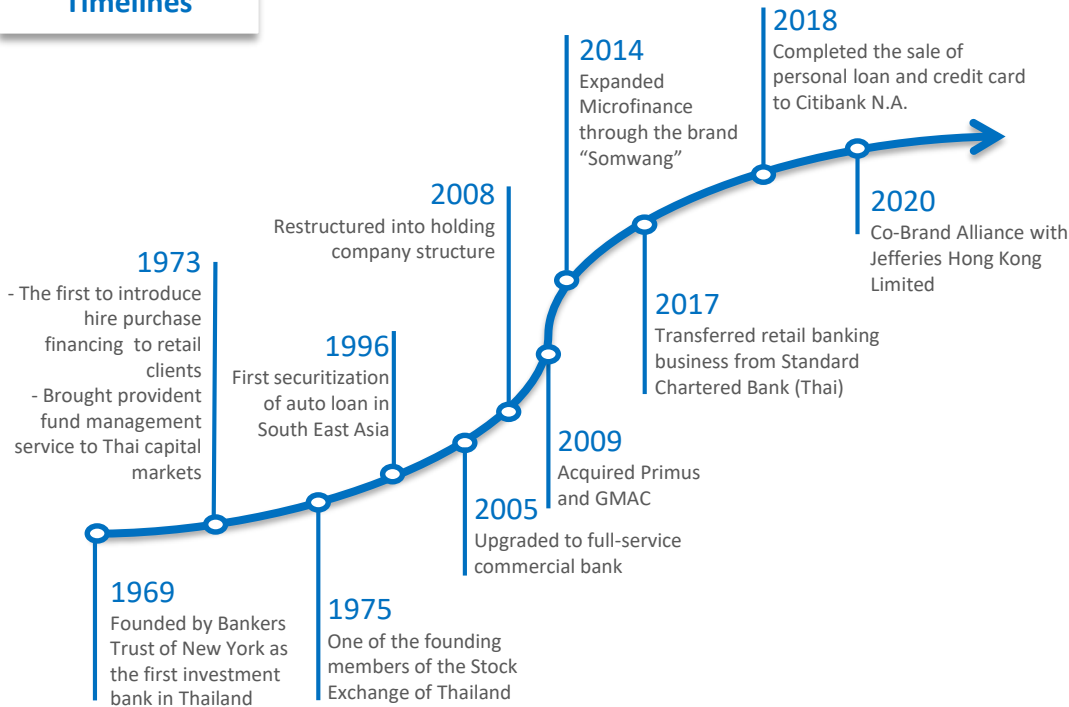 Timelines
1969
Founded by Bankers
Trust of New York as
the first investment
bank in Thailand
1973
- The first to introduce
hire purchase
financing to retail
clients
- Brought provident
fund management
service to Thai capital
markets
1975
One of the founding
members of the Stock
Exchange of Thailand
1996
First securitization
of auto loan in
South East Asia
2005
Upgraded to full-service
commercial bank
2008
Restructured into holding
company structure
2009
Acquired Primus
and GMAC
2014
Expanded
Microfinance
through the brand
“Somwang”
2017
Transferred retail banking
business from Standard
Chartered Bank (Thai)
2018
Completed the sale of
personal loan and credit card
to Citibank N.A.
2020
Co-Brand Alliance with
Jefferies Hong Kong
Limited